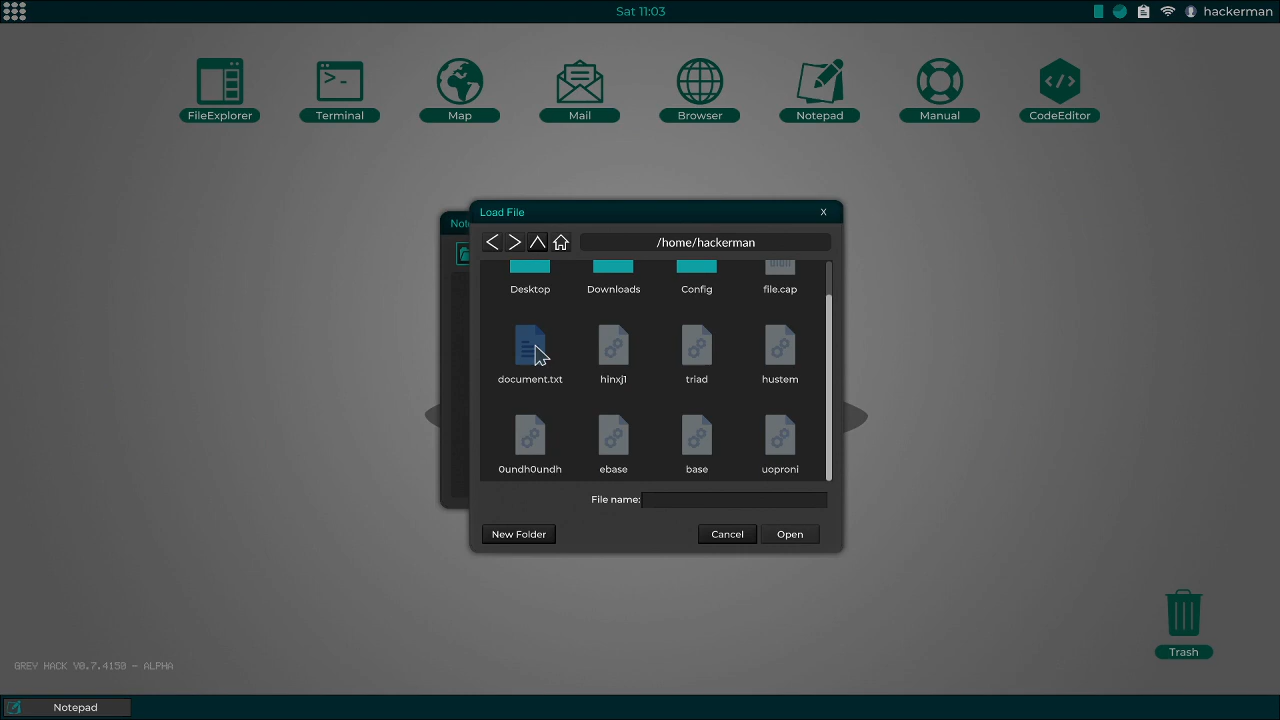 Sat 11:03
hackerman
FileExplorer
Terminal
Map
Mail
Browser
Notepad
Manual
CodeEditor
Load File
X
/home/hackerman
Desktop
Downloads
Config
file.cap
document.txt
hinxj1
triad
hustem
0undh0undh
ebase
base
uoproni
File name:
New Folder
Cancel
Open
Trash
GREY HACK V0.7.4150 - ALPHA
Notepad